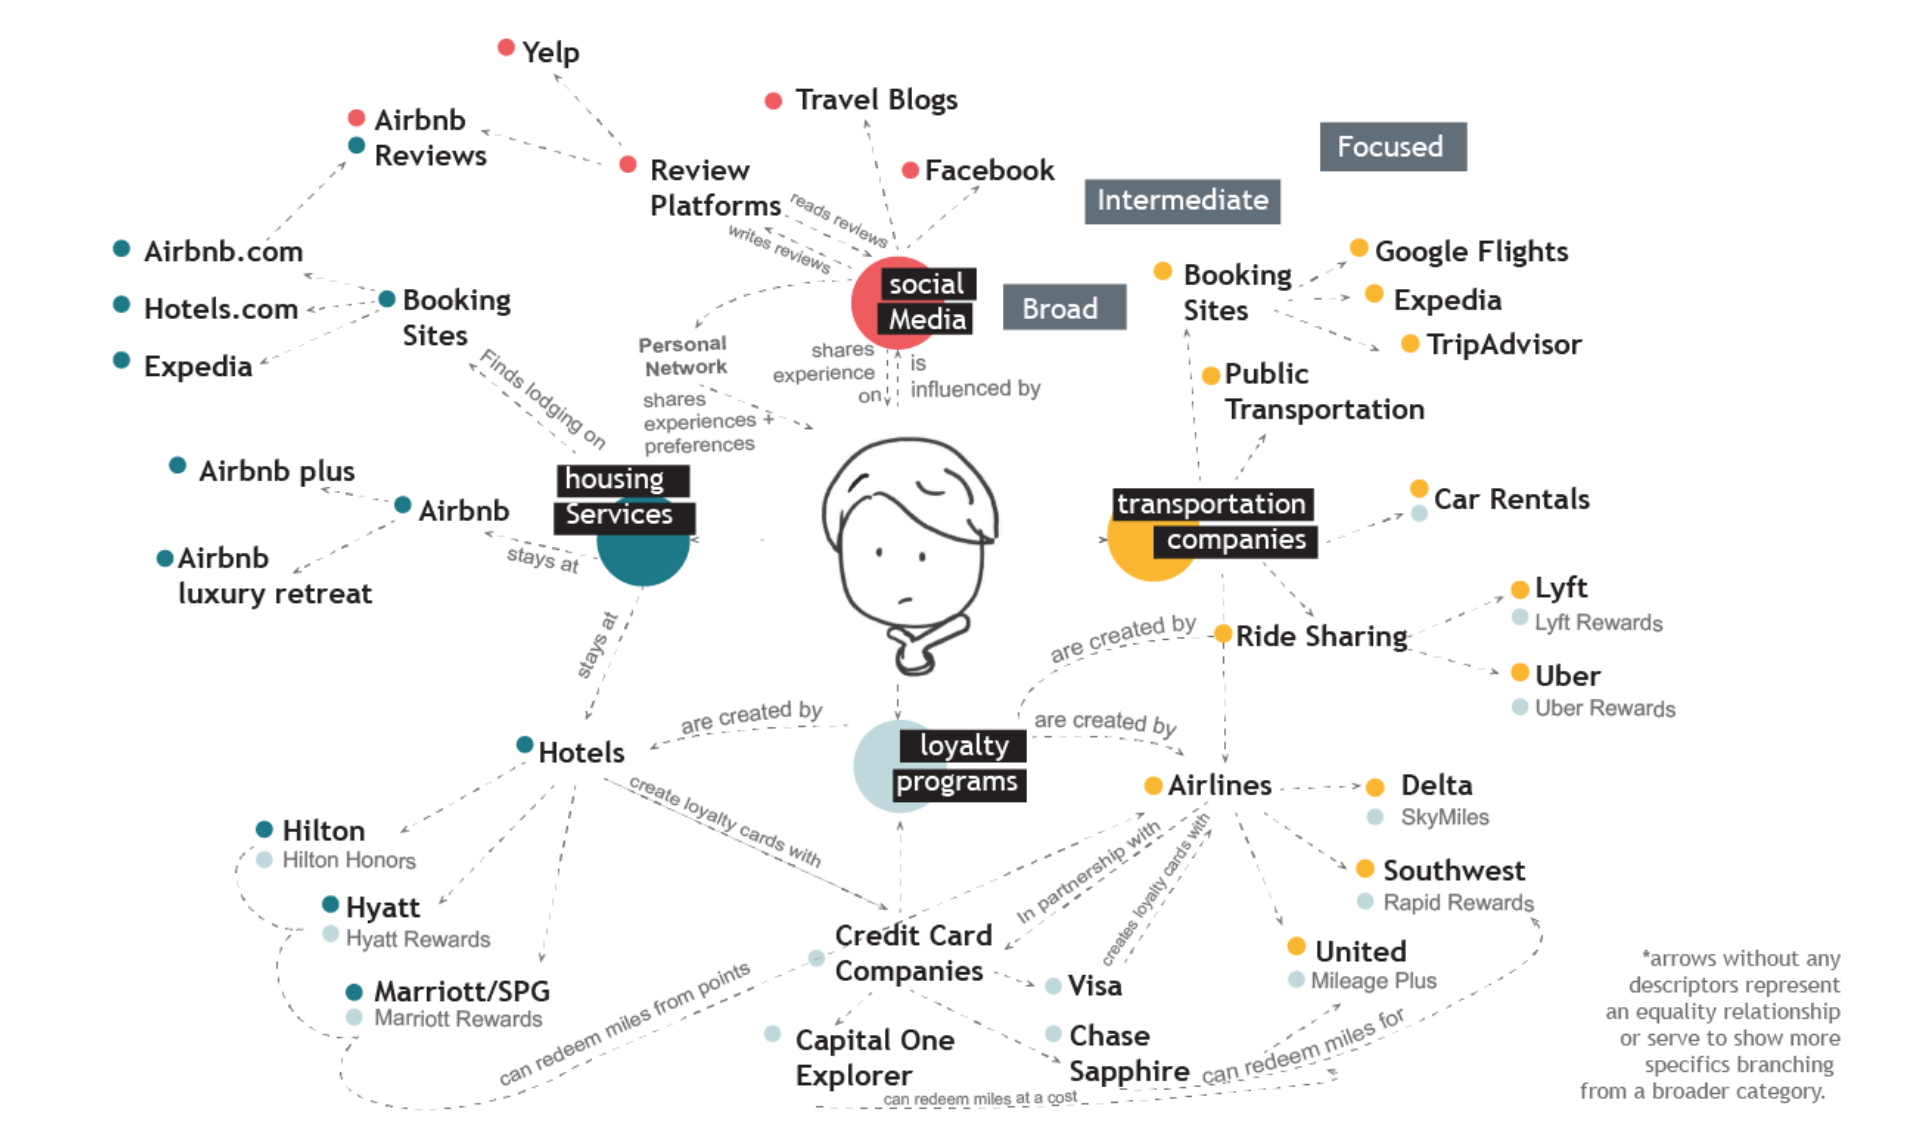 Yelp
Travel Blogs
Airbnb
Reviews
Review
Platforms
Facebook
Focused
Intermediate
Broad
reads reviews
writes reviews
social
Media
Airbnb.com
Hotels.com
Expedia
Booking
Sites
Finds lodging on
Personal
Network
shares
experiences +
preferences
shares
experience
on
is
influenced by
Booking
Sites
Google Flights
Expedia
TripAdvisor
Public
Transportation
housing
Services
Airbnb plus
Airbnb
Airbnb
luxury retreat
stays at
stays at
transportation
companies
Car Rentals
Ride Sharing
Lyft
Lyft Rewards
Uber
Uber Rewards
are created by
are created by
are created by
loyalty
programs
Hotels
create loyalty cards with
Hilton
Hilton Honors
Hyatt
Hyatt Rewards
Marriott/SPG
Marriott Rewards
Airlines
Delta
SkyMiles
Southwest
Rapid Rewards
United
Mileage Plus
In partnership with
creates loyalty cards with
Credit Card
Companies
Visa
Chase
Sapphire
Capital One
Explorer
can redeem miles from points
can redeem miles for
can redeem miles at a cost
*arrows without any
descriptors represent
an equality relationship
or serve to show more
specifics branching
from a broader category.